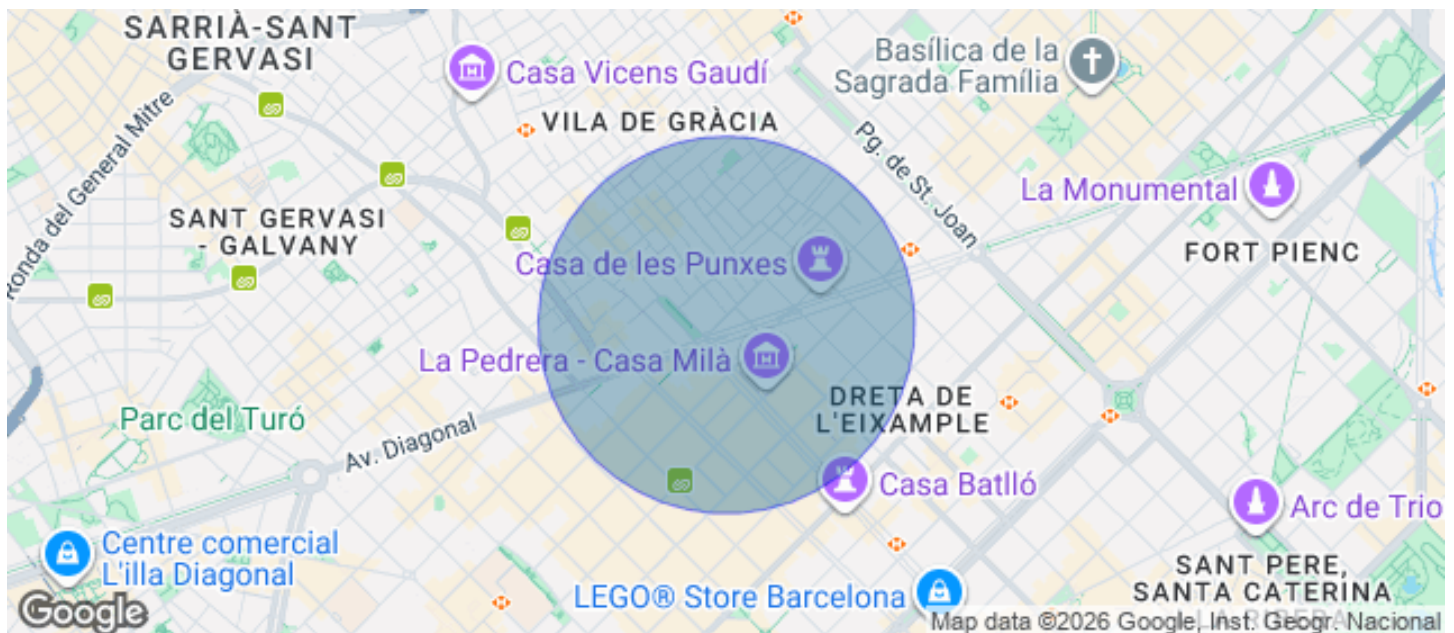 SARRIÀ-SANT
GERVASI
Casa Vicens Gaudí
Basílica de la
Sagrada Família
VILA DE GRÀCIA
Ronda del General Mitre
Pg. de St. Joan
La Monumental
SANT GERVASI
- GALVANY
FORT PIENC
Casa de les Punxes
La Pedrera - Casa Milà
DRETA DE
L'EIXAMPLE
Parc del Turó
Av. Diagonal
Casa Batlló
Arc de Trio
Centre comercial
L'illa Diagonal
SANT PERE,
SANTA CATERINA
LEGO® Store Barcelona
Google
Map data ©2026 Google, Inst. Geogr. Nacional